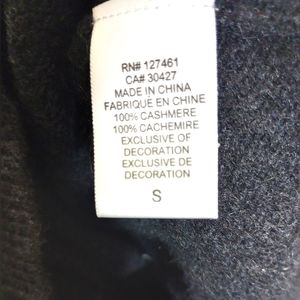 RN# 127461
CA# 30427
MADE IN CHINA
FABRIQUE EN CHINE
100% CASHMERE
100% CACHEMIRE
EXCLUSIVE OF
DECORATION
EXCLUSIVE DE
DECORATION
S